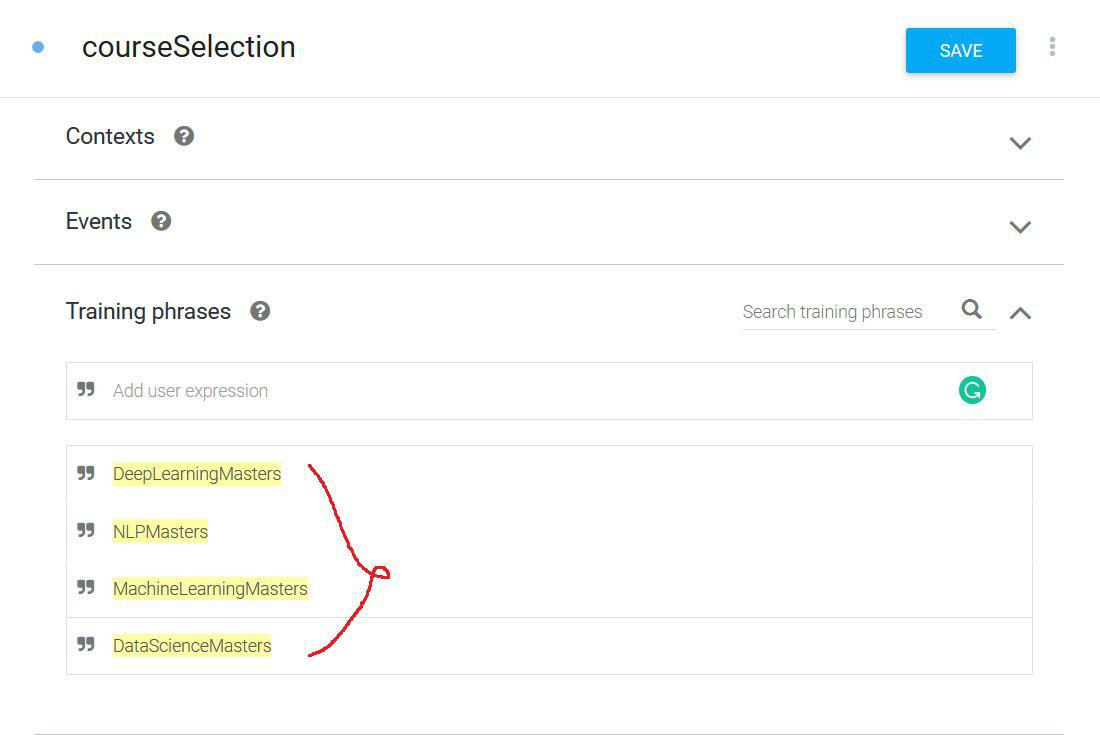 courseSelection
SAVE
Contexts ?
Events ?
Training phrases ?
Search training phrases
Add user expression
G
DeepLearningMasters
NLPMasters
MachineLearningMasters
DataScienceMasters